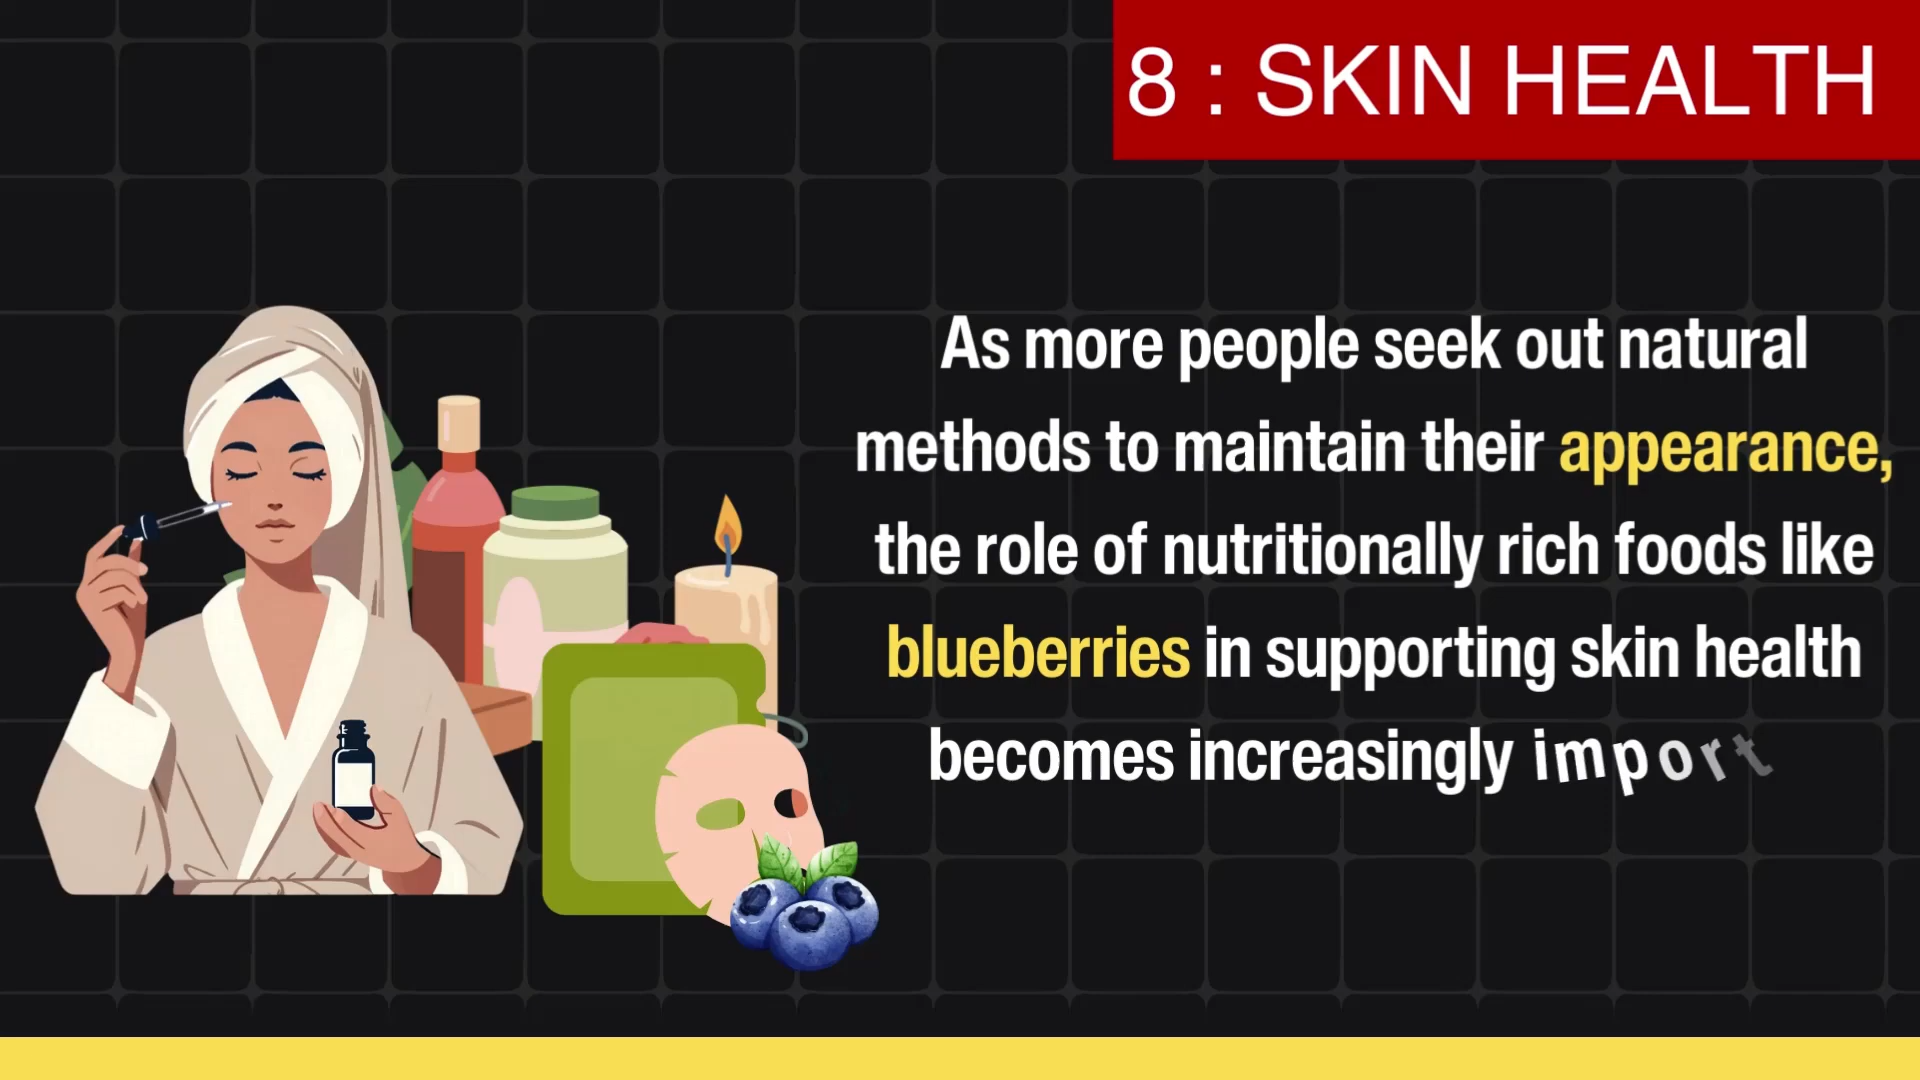 8 : SKIN HEALTH
As more people seek out natural
methods to maintain their appearance,
the role of nutritionally rich foods like
blueberries in supporting skin health
becomes increasingly import